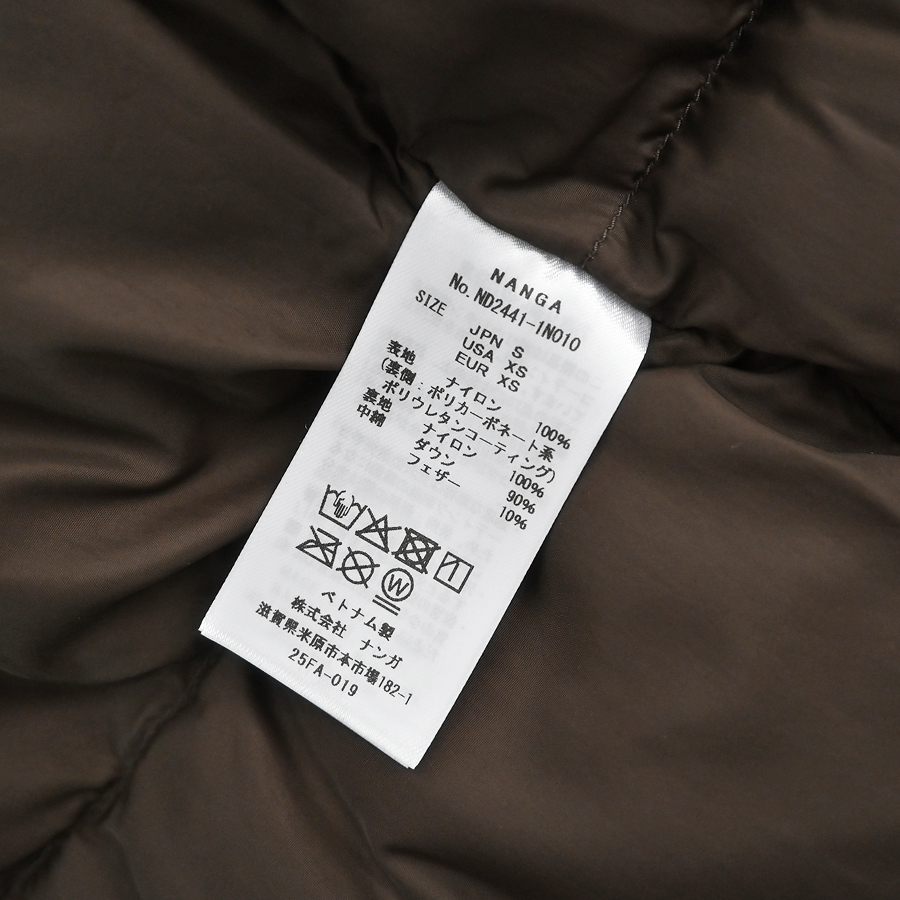 NANGA
No. ND2441-1N010
SIZE
JPN S
USA XS
EUR XS
表地 ナイロン 100%
(裏側:ポリカーボネート系
ポリウレタンコーティング)
裏地 ナイロン 100%
中綿 ダウン 90%
フェザー 10%
W
ベトナム製
株式会社 ナンガ
滋賀県米原市本市場182-1
25FA-019